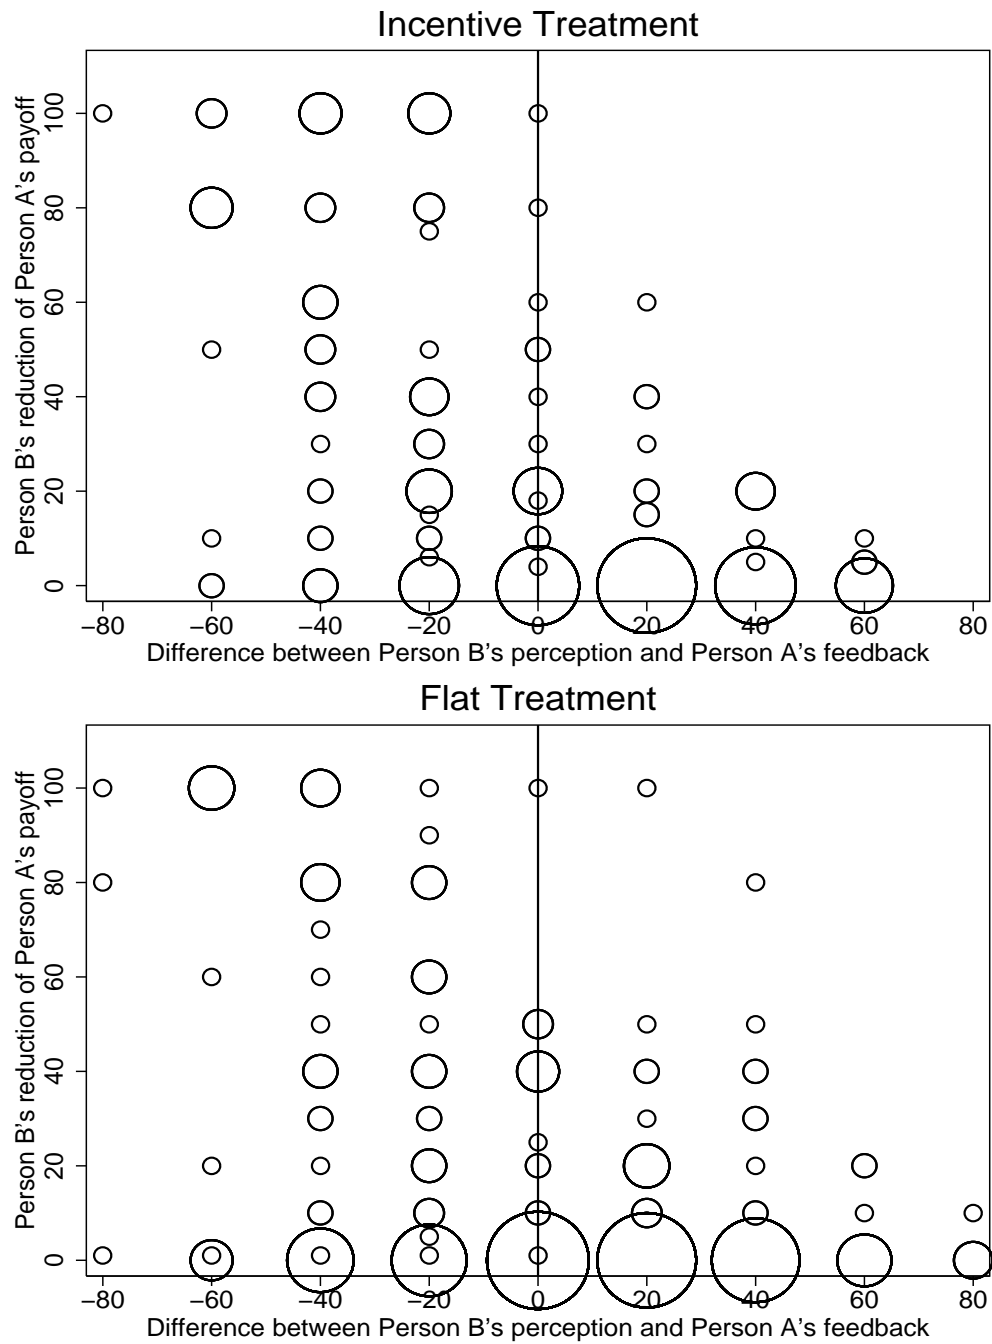 Incentive Treatment
Person B's reduction of Person A's payoff
100
80
60
40
20
0
−80 −60 −40 −20 0 20 40 60 80
Difference between Person B's perception and Person A's feedback
Flat Treatment
Person B's reduction of Person A's payoff
100
80
60
40
20
0
−80 −60 −40 −20 0 20 40 60 80
Difference between Person B's perception and Person A's feedback